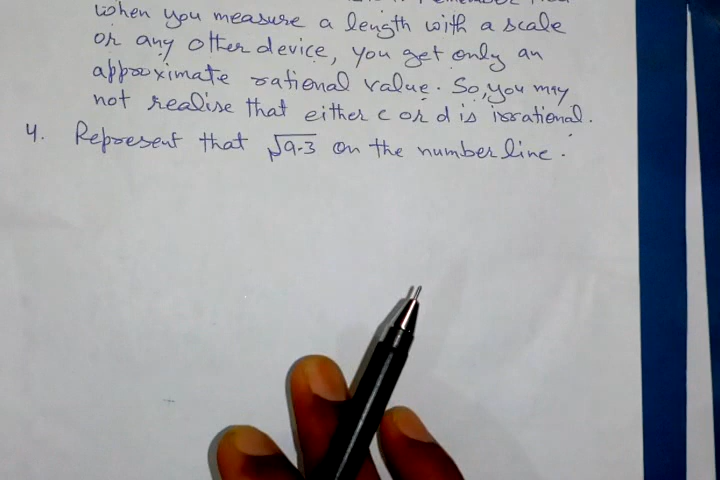 When you measure a length with a scale
or any other device, you get only an
approximate rational value. So, you may
not realise that either c or d is irrational.
4. Represent that √9.3 on the number line.